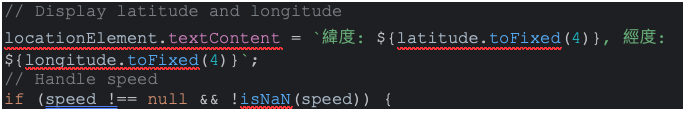 // Display latitude and longitude
locationElement.textContent = `緯度: ${latitude.toFixed(4)}, 經度:
${longitude.toFixed(4)}`;
// Handle speed
if (speed !== null && !isNaN(speed)) {